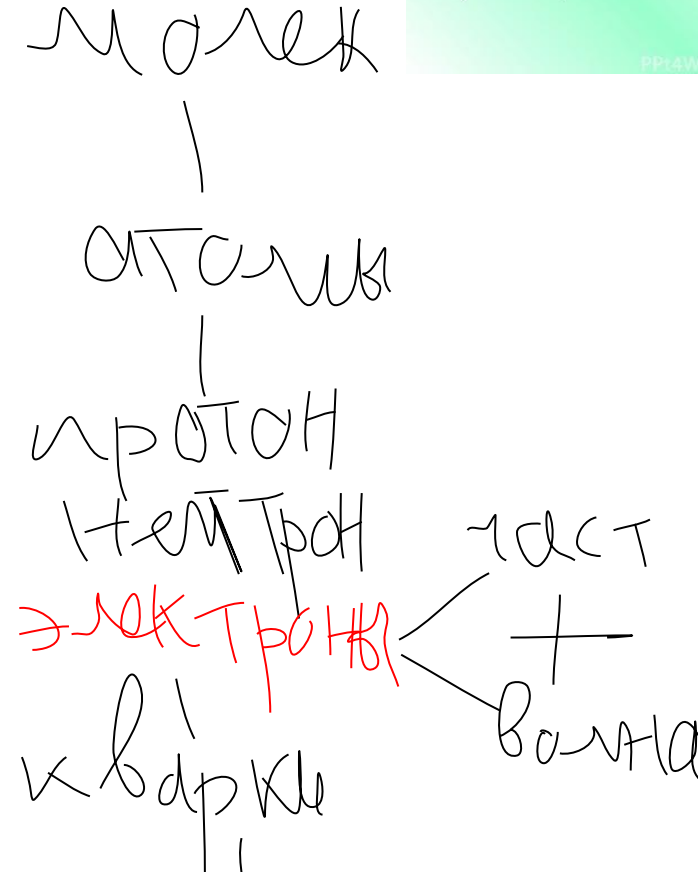 молек
атомы
протон
нейтрон
част
электроны
+
волна
кварки